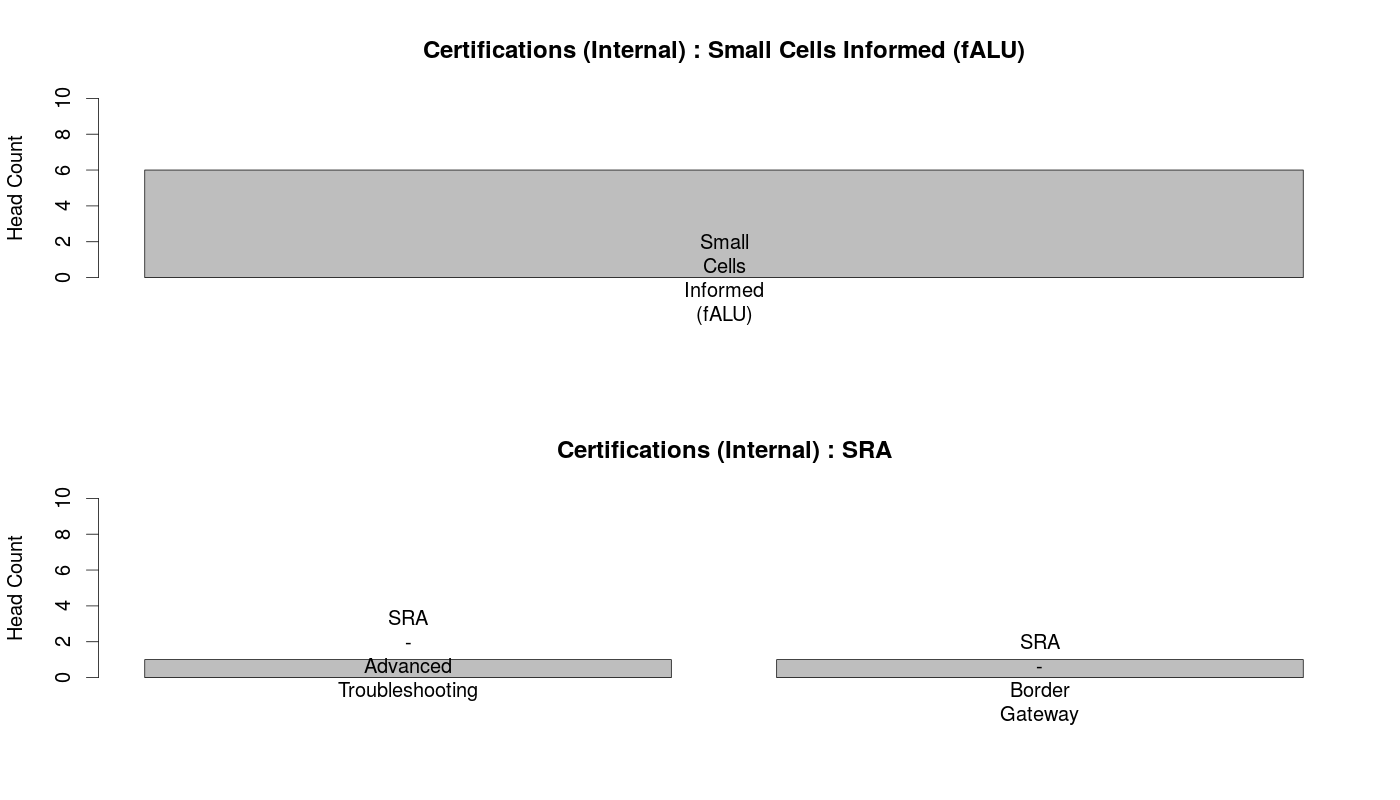 Certifications (Internal) : Small Cells Informed (fALU)
Head Count
10
8
6
4
2
0
Small
Cells
Informed
(fALU)
Certifications (Internal) : SRA
Head Count
10
8
6
4
2
0
SRA
-
Advanced
Troubleshooting
SRA
-
Border
Gateway